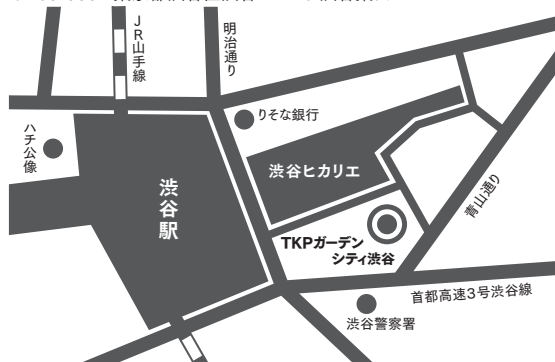 JR山手線
明治通り
りそな銀行
ハチ公像
渋谷ヒカリエ
渋谷駅
青山通り
TKPガーデン
シティ渋谷
首都高速3号渋谷線
渋谷警察署